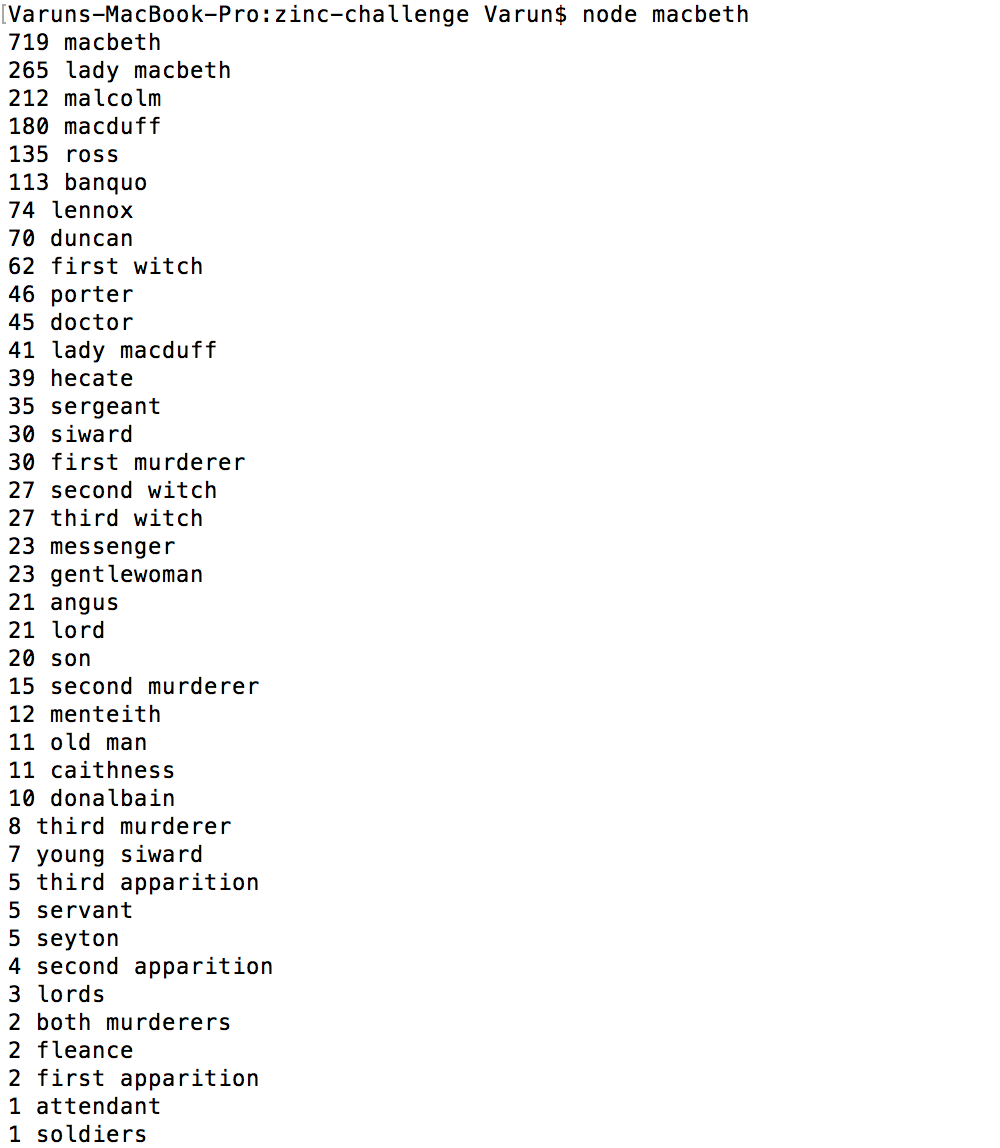 [Varuns-MacBook-Pro:zinc-challenge Varun$ node macbeth
719 macbeth
265 lady macbeth
212 malcolm
180 macduff
135 ross
113 banquo
74 lennox
70 duncan
62 first witch
46 porter
45 doctor
41 lady macduff
39 hecate
35 sergeant
30 siward
30 first murderer
27 second witch
27 third witch
23 messenger
23 gentlewoman
21 angus
21 lord
20 son
15 second murderer
12 menteith
11 old man
11 caithness
10 donalbain
8 third murderer
7 young siward
5 third apparition
5 servant
5 seyton
4 second apparition
3 lords
2 both murderers
2 fleance
2 first apparition
1 attendant
1 soldiers